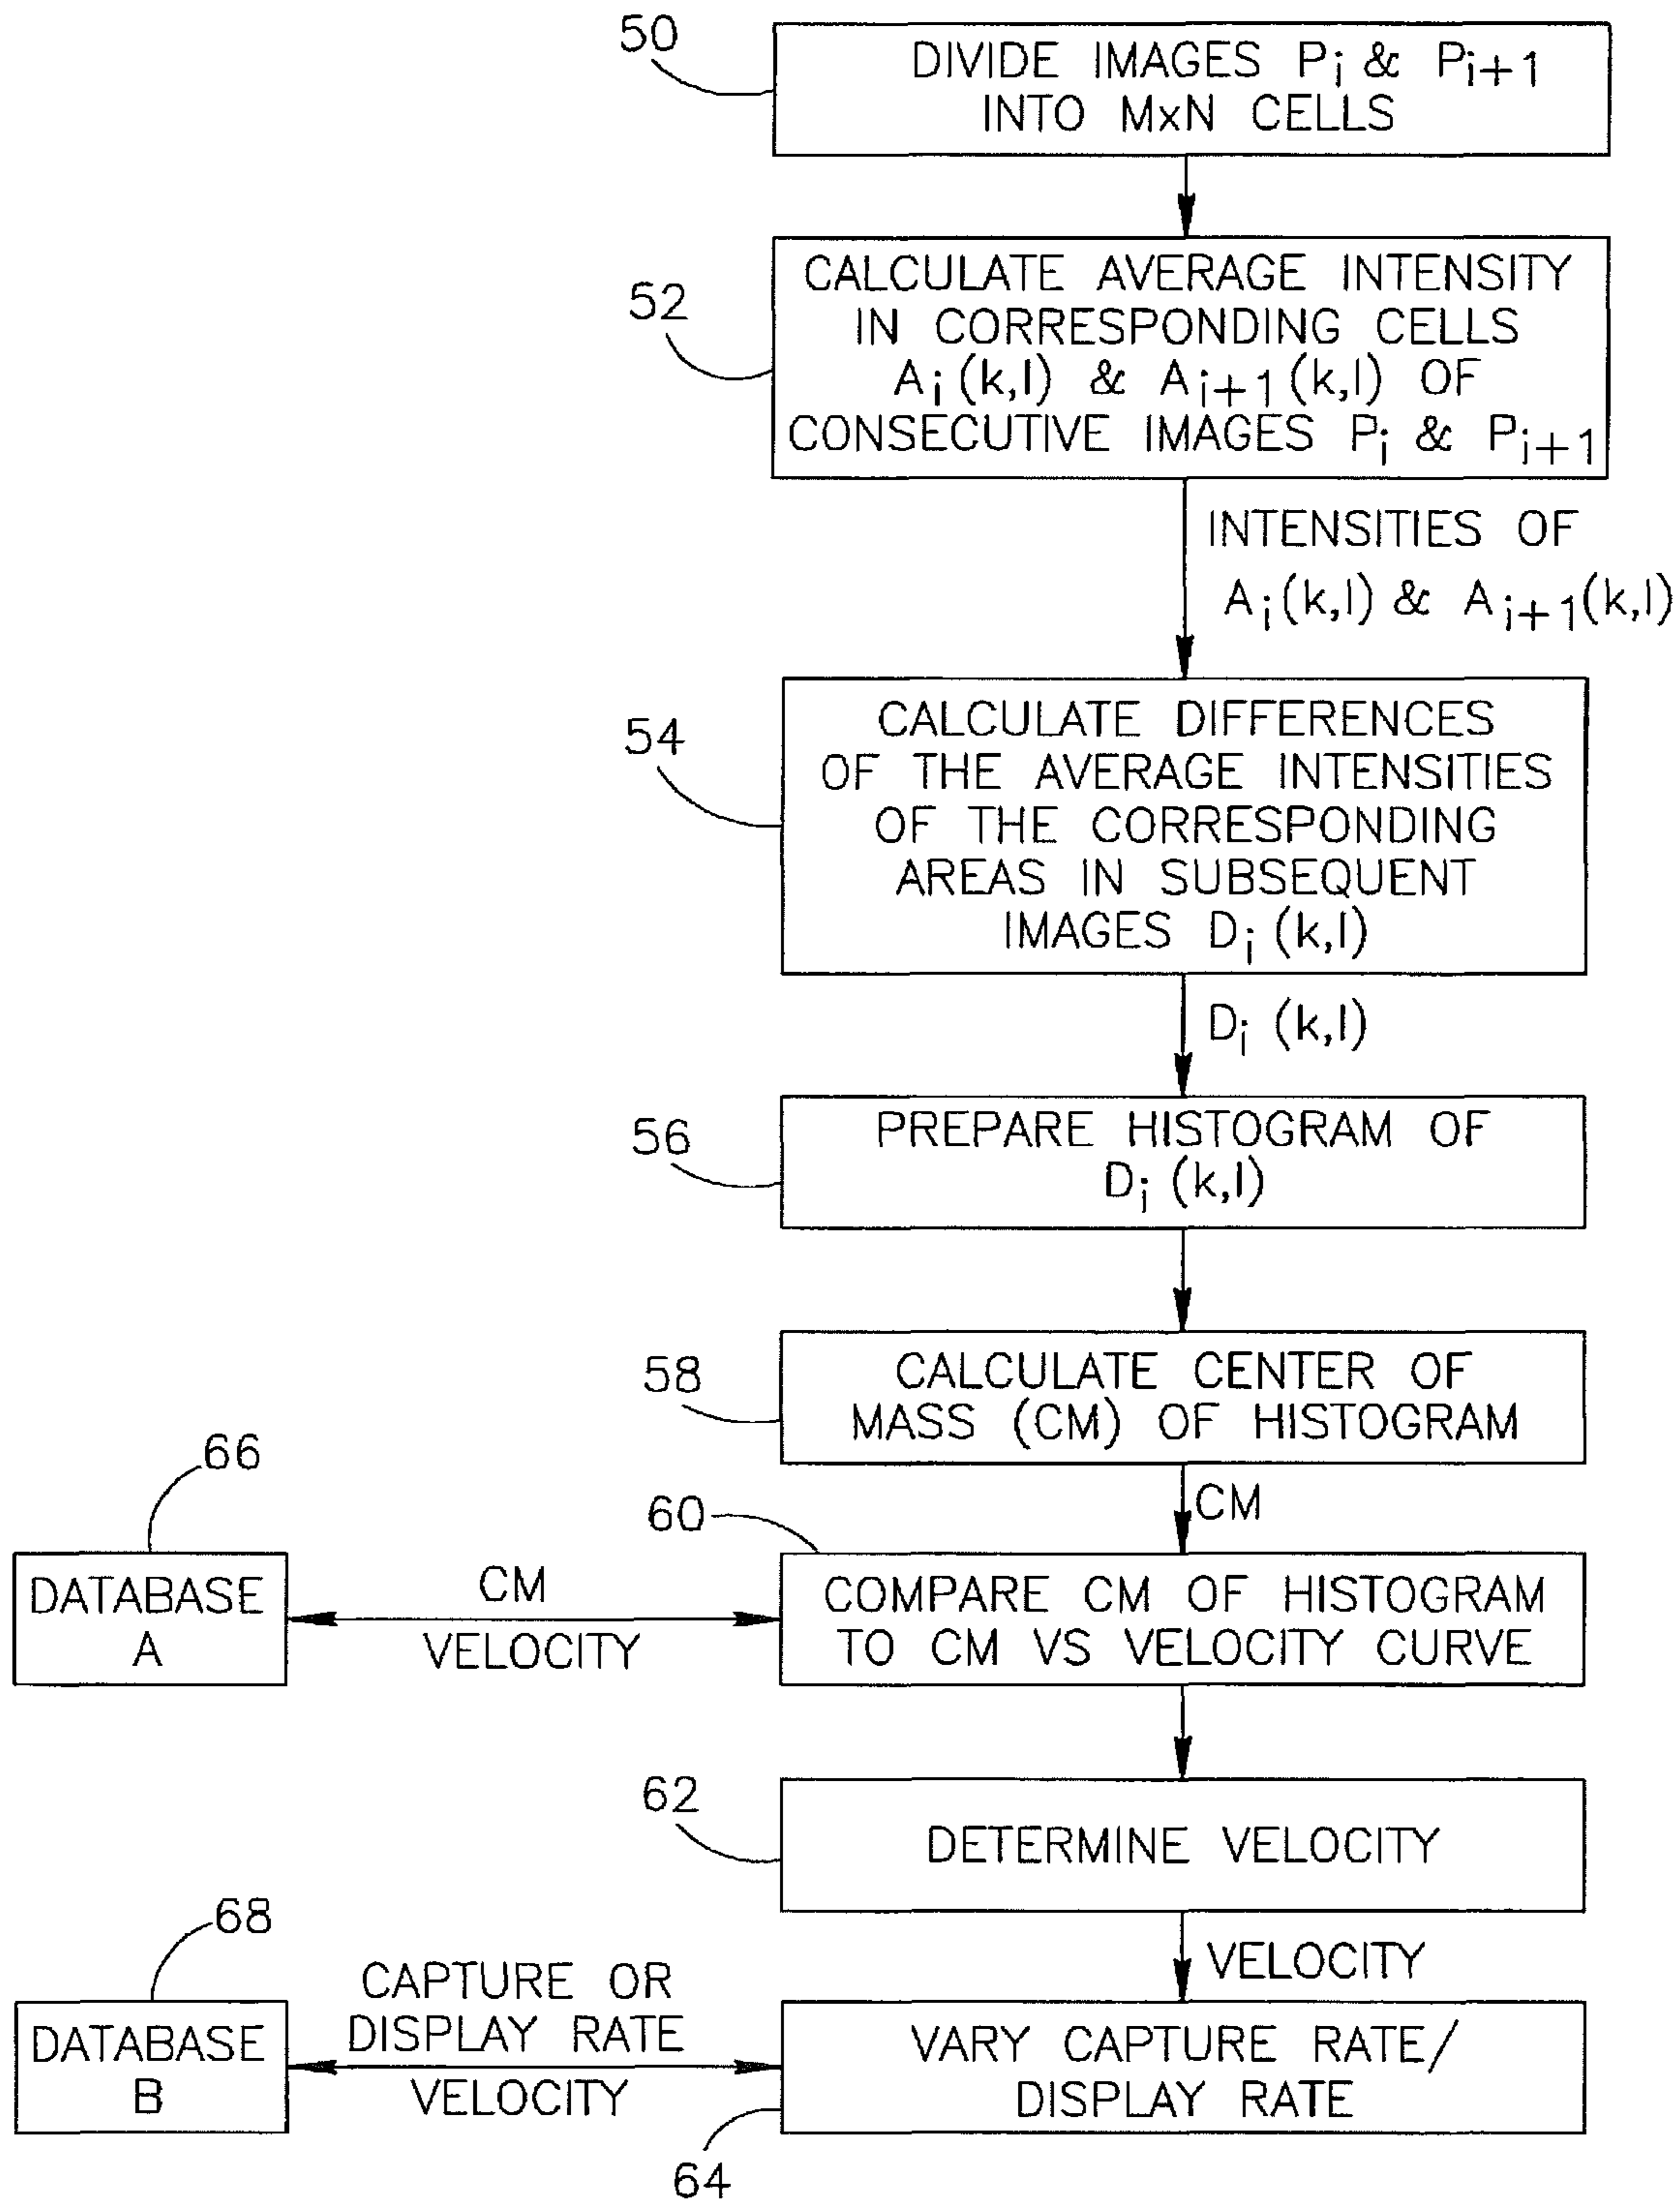 50
DIVIDE IMAGES Pi & Pi+1
INTO MxN CELLS
52
CALCULATE AVERAGE INTENSITY
IN CORRESPONDING CELLS
Ai (k,l) & Ai+1 (k,l) OF
CONSECUTIVE IMAGES Pi & Pi+1
INTENSITIES OF
Ai (k,l) & Ai+1 (k,l)
54
CALCULATE DIFFERENCES
OF THE AVERAGE INTENSITIES
OF THE CORRESPONDING
AREAS IN SUBSEQUENT
IMAGES Di (k,l)
Di (k,l)
56
PREPARE HISTOGRAM OF
Di (k,l)
58
CALCULATE CENTER OF
MASS (CM) OF HISTOGRAM
CM
66
60
DATABASE
A
CM
VELOCITY
COMPARE CM OF HISTOGRAM
TO CM VS VELOCITY CURVE
62
DETERMINE VELOCITY
VELOCITY
68
DATABASE
B
CAPTURE OR
DISPLAY RATE
VELOCITY
VARY CAPTURE RATE/
DISPLAY RATE
64